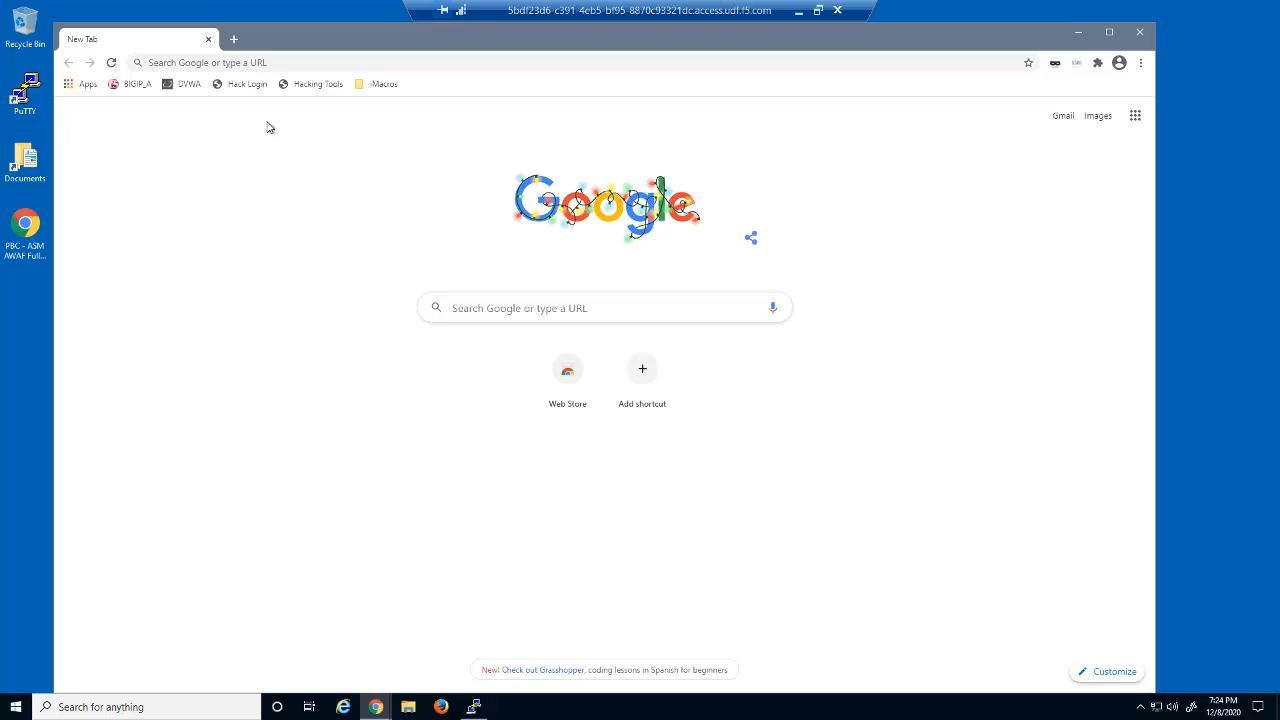 5bdf23d6-c391-4eb5-bf95-8870c93321dc.access.udf.f5.com
Recycle Bin
PuTTY
Documents
PBC - ASM
AWAF Full...
New Tab
Search Google or type a URL
Apps
BIGIP_A
DVWA
Hack Login
Hacking Tools
iMacros
Gmail
Images
Google
Search Google or type a URL
Web Store
Add shortcut
New! Check out Grasshopper, coding lessons in Spanish for beginners
Customize
Search for anything
7:24 PM
12/8/2020